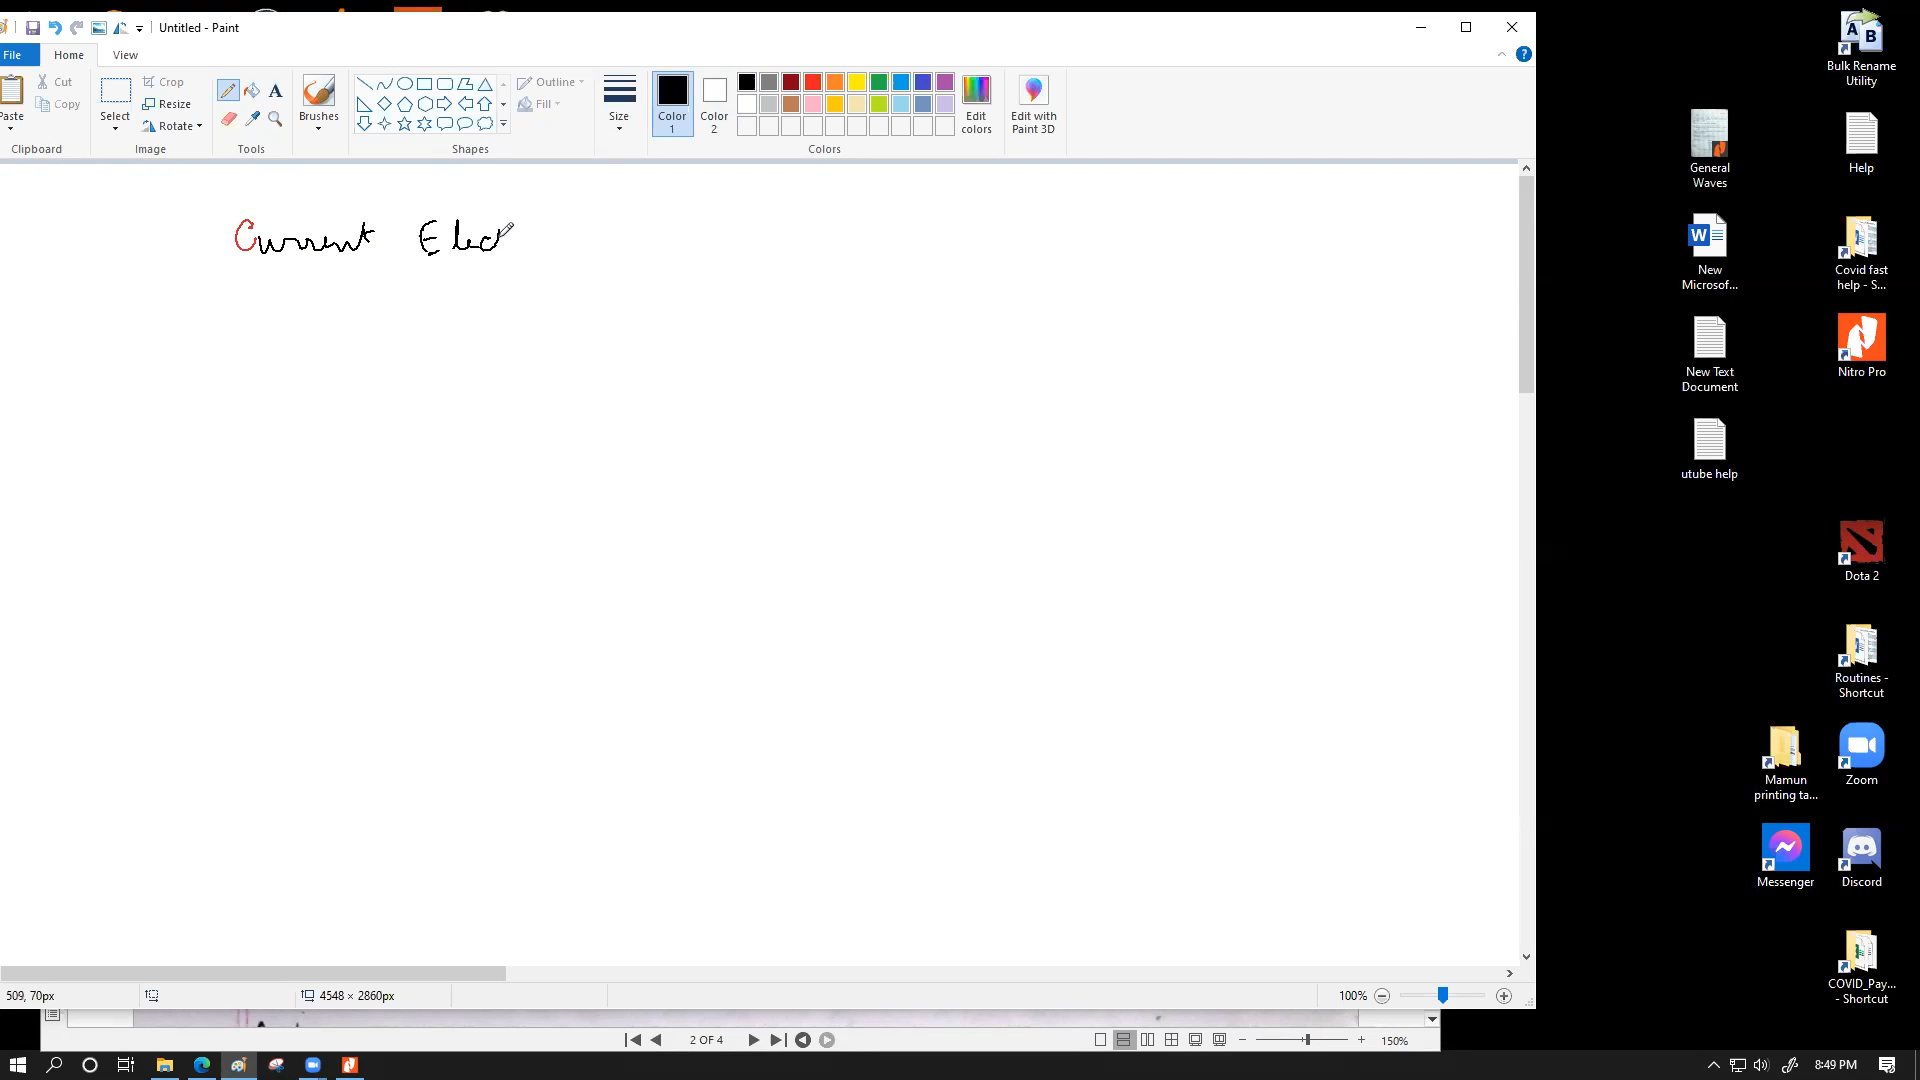 Untitled - Paint
File Home View
Paste
Cut
Copy
Clipboard
Select
Crop
Resize
Rotate
Image
A
Tools
Brushes
Shapes
Outline
Fill
Size
Color 1
Color 2
Edit colors
Colors
Edit with Paint 3D
Current Elec
509, 70px
4548 × 2860px
100%
2 OF 4
150%
Bulk Rename Utility
General Waves
Help
New Microsof...
Covid fast help - S...
New Text Document
Nitro Pro
utube help
Dota 2
Routines - Shortcut
Mamun printing ta...
Zoom
Messenger
Discord
COVID_Pay... - Shortcut
8:49 PM